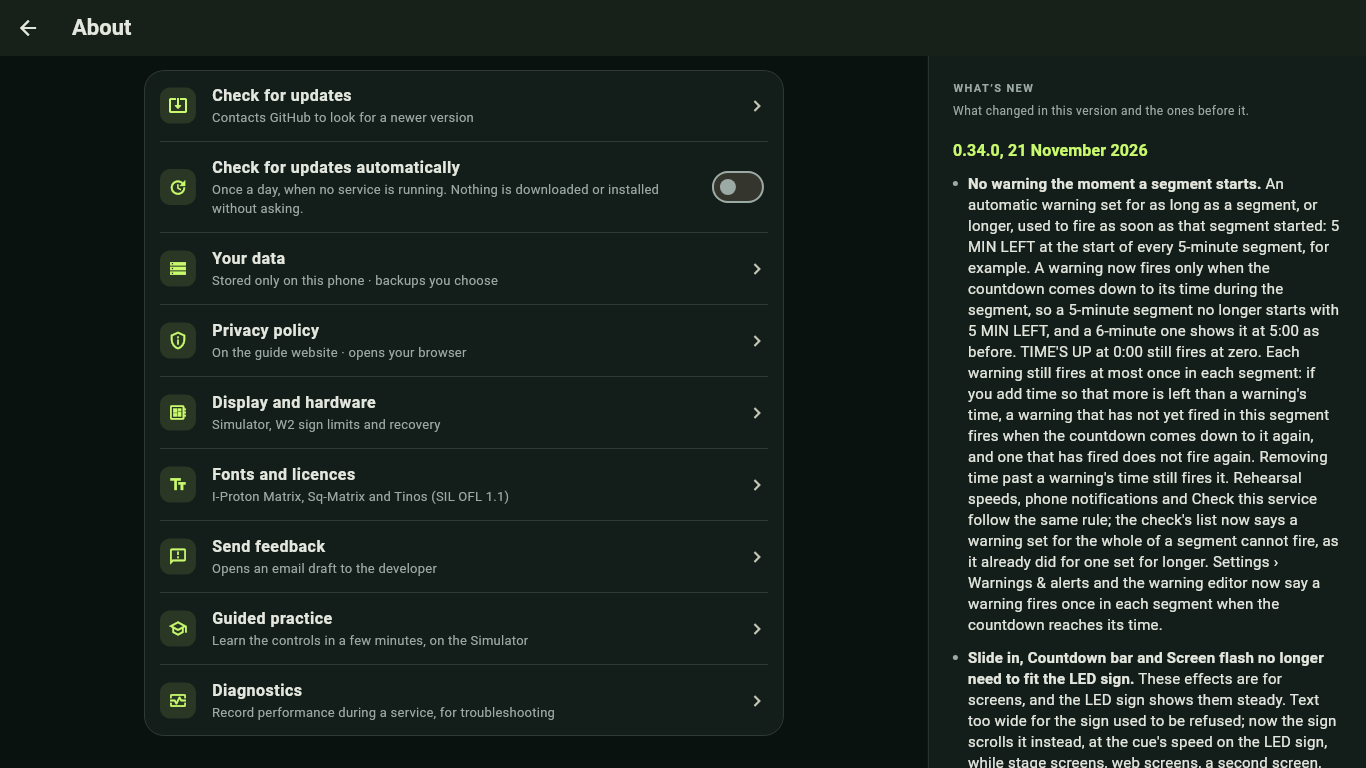 About
Check for updates
Contacts GitHub to look for a newer version
Check for updates automatically
Once a day, when no service is running. Nothing is downloaded or installed
without asking.
Your data
Stored only on this phone · backups you choose
Privacy policy
On the guide website · opens your browser
Display and hardware
Simulator, W2 sign limits and recovery
Fonts and licences
I-Proton Matrix, Sq-Matrix and Tinos (SIL OFL 1.1)
Send feedback
Opens an email draft to the developer
Guided practice
Learn the controls in a few minutes, on the Simulator
Diagnostics
Record performance during a service, for troubleshooting
WHAT'S NEW
What changed in this version and the ones before it.
0.34.0, 21 November 2026
• No warning the moment a segment starts. An
automatic warning set for as long as a segment, or
longer, used to fire as soon as that segment started: 5
MIN LEFT at the start of every 5-minute segment, for
example. A warning now fires only when the
countdown comes down to its time during the
segment, so a 5-minute segment no longer starts with
5 MIN LEFT, and a 6-minute one shows it at 5:00 as
before. TIME'S UP at 0:00 still fires at zero. Each
warning still fires at most once in each segment: if
you add time so that more is left than a warning's
time, a warning that has not yet fired in this segment
fires when the countdown comes down to it again,
and one that has fired does not fire again. Removing
time past a warning's time still fires it. Rehearsal
speeds, phone notifications and Check this service
follow the same rule; the check's list now says a
warning set for the whole of a segment cannot fire, as
it already did for one set for longer. Settings ›
Warnings & alerts and the warning editor now say a
warning fires once in each segment when the
countdown reaches its time.
• Slide in, Countdown bar and Screen flash no longer
need to fit the LED sign. These effects are for
screens, and the LED sign shows them steady. Text
too wide for the sign used to be refused; now the sign
scrolls it instead, at the cue's speed on the LED sign,
while stage screens, web screens, a second screen,